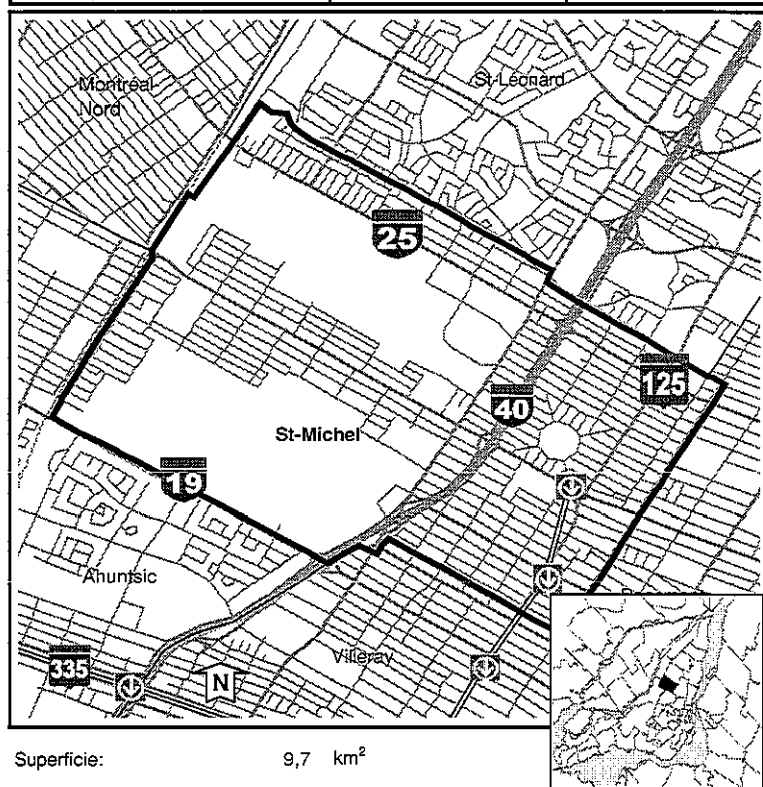 Montréal-
Nord
St-Léonard
25
125
40
St-Michel
19
Ahuntsic
Villeray
335
N
Superficie: 9,7 km²